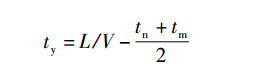 t_y = L/V − (t_n + t_m)/2